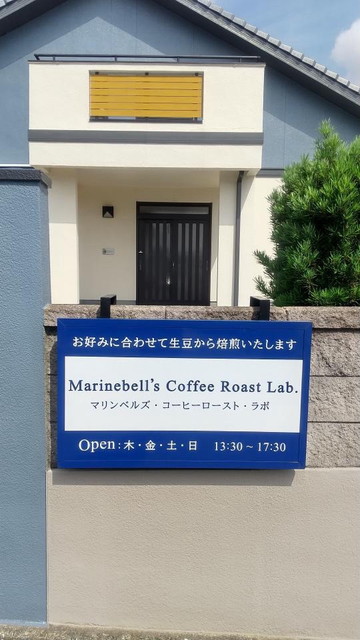 お好みに合わせて生豆から焙煎いたします
Marinebell's Coffee Roast Lab.
マリンベルズ・コーヒーロースト・ラボ
Open：木・金・土・日　13:30～17:30